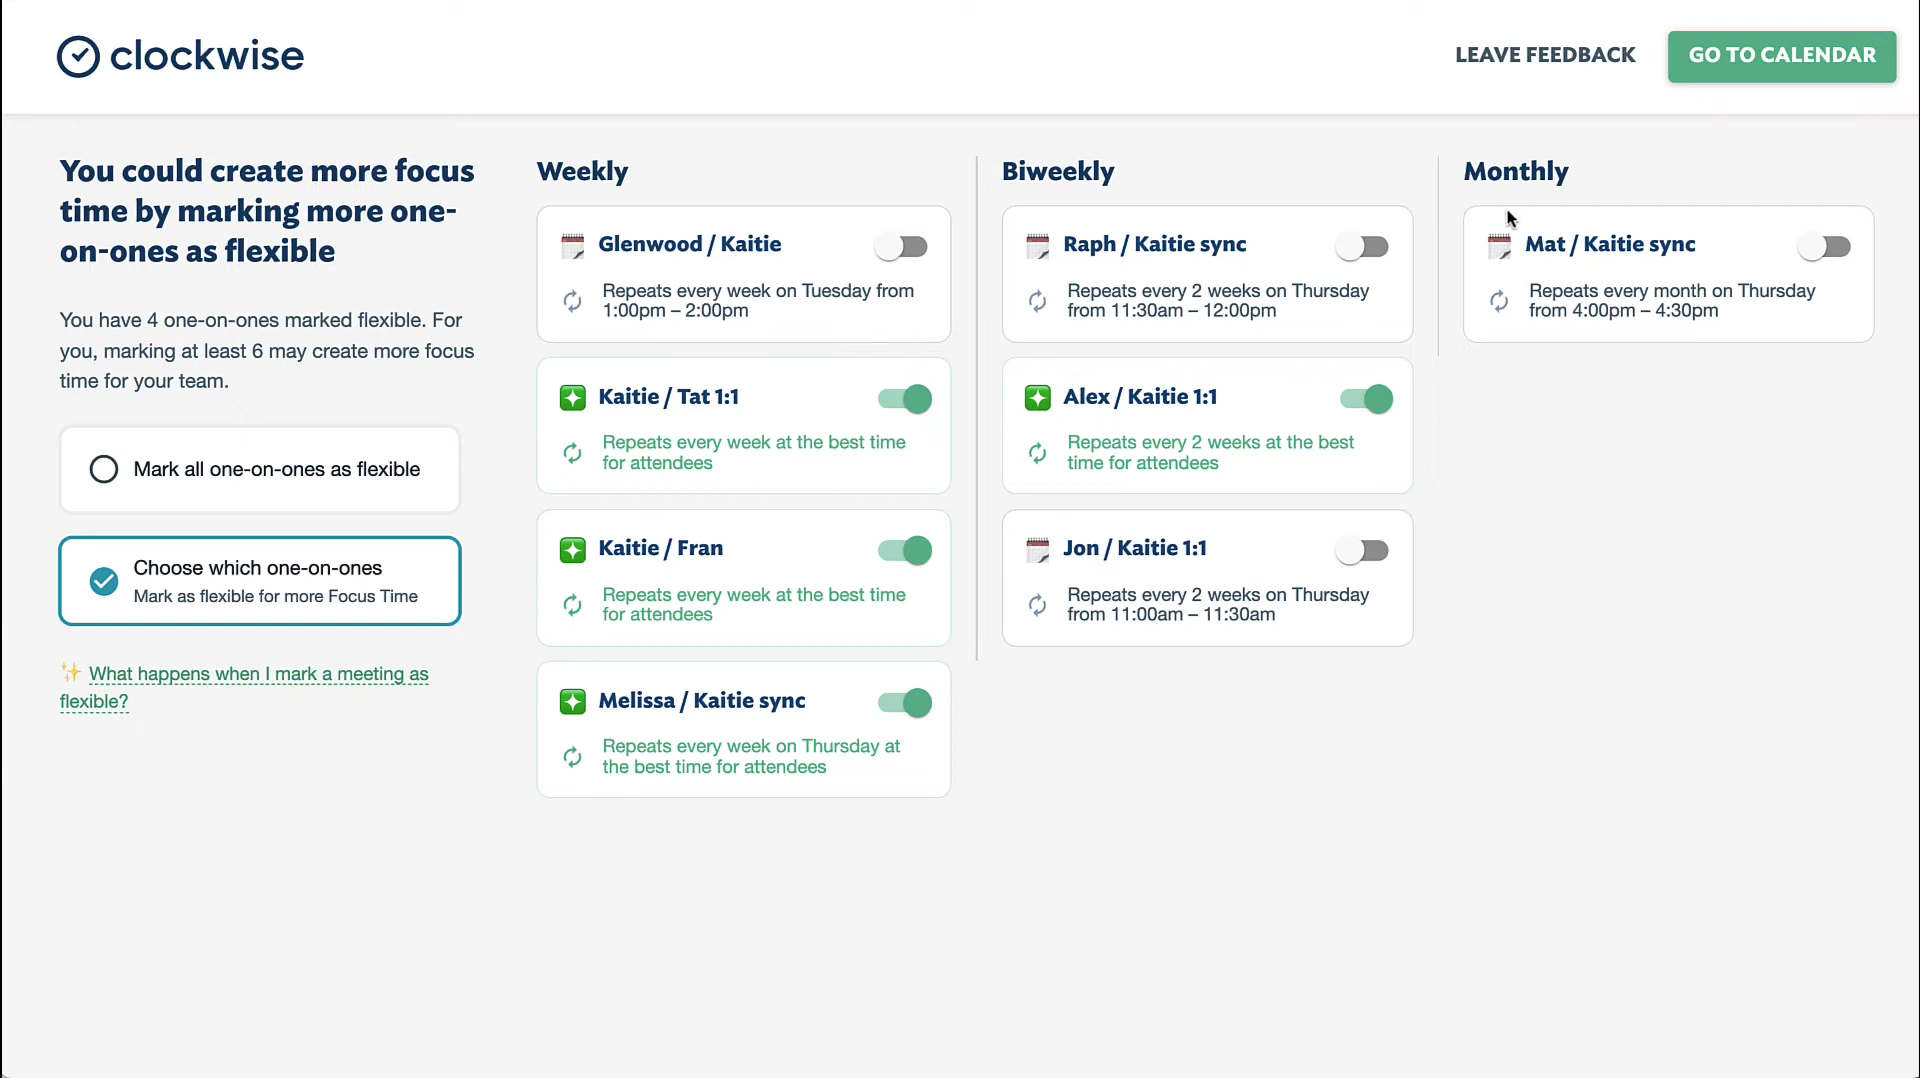 clockwise
LEAVE FEEDBACK
GO TO CALENDAR
You could create more focus
time by marking more one-
on-ones as flexible
You have 4 one-on-ones marked flexible. For
you, marking at least 6 may create more focus
time for your team.
Mark all one-on-ones as flexible
Choose which one-on-ones
Mark as flexible for more Focus Time
What happens when I mark a meeting as
flexible?
Weekly
Glenwood / Kaitie
Repeats every week on Tuesday from
1:00pm – 2:00pm
Kaitie / Tat 1:1
Repeats every week at the best time
for attendees
Kaitie / Fran
Repeats every week at the best time
for attendees
Melissa / Kaitie sync
Repeats every week on Thursday at
the best time for attendees
Biweekly
Raph / Kaitie sync
Repeats every 2 weeks on Thursday
from 11:30am – 12:00pm
Alex / Kaitie 1:1
Repeats every 2 weeks at the best
time for attendees
Jon / Kaitie 1:1
Repeats every 2 weeks on Thursday
from 11:00am – 11:30am
Monthly
Mat / Kaitie sync
Repeats every month on Thursday
from 4:00pm – 4:30pm